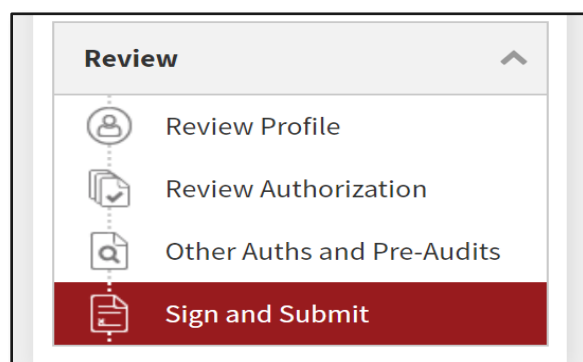 Review
Review Profile
Review Authorization
Other Auths and Pre-Audits
Sign and Submit